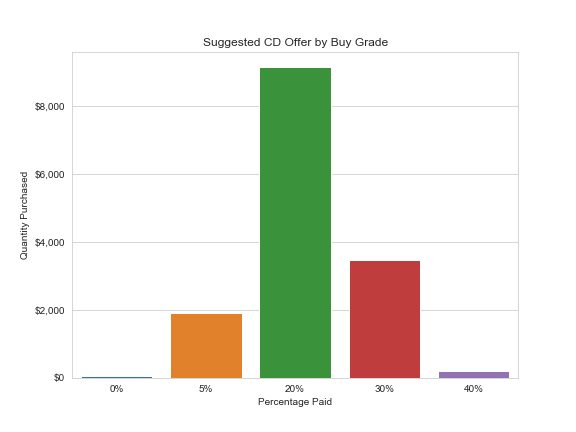 Suggested CD Offer by Buy Grade
$8,000
$6,000
$4,000
$2,000
$0
Quantity Purchased
0% 5% 20% 30% 40%
Percentage Paid